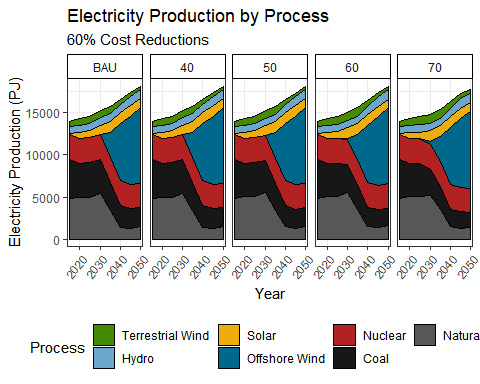 Electricity Production by Process
60% Cost Reductions
BAU 40 50 60 70
Electricity Production (PJ)
15000
10000
5000
0
2020 2030 2040 2050 2020 2030 2040 2050 2020 2030 2040 2050 2020 2030 2040 2050 2020 2030 2040 2050
Year
Process
Terrestrial Wind Solar Nuclear Natura
Hydro Offshore Wind Coal